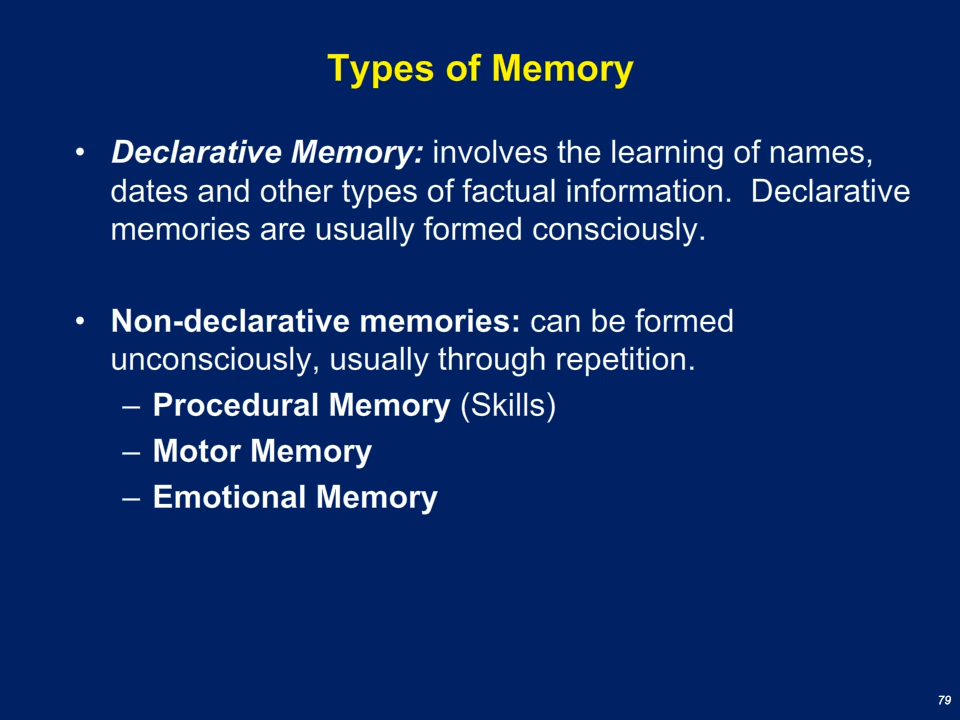 Types of Memory
• Declarative Memory: involves the learning of names,
dates and other types of factual information.  Declarative
memories are usually formed consciously.
• Non-declarative memories: can be formed
unconsciously, usually through repetition.
– Procedural Memory (Skills)
– Motor Memory
– Emotional Memory
79